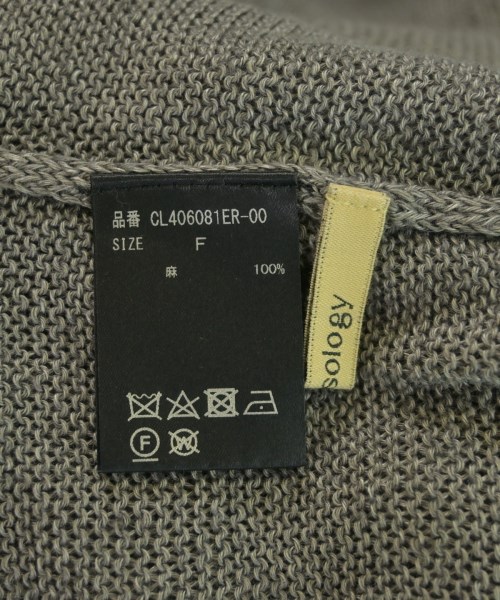 品番 CL406081ER-00
SIZE F
麻 100%
F
W
sology